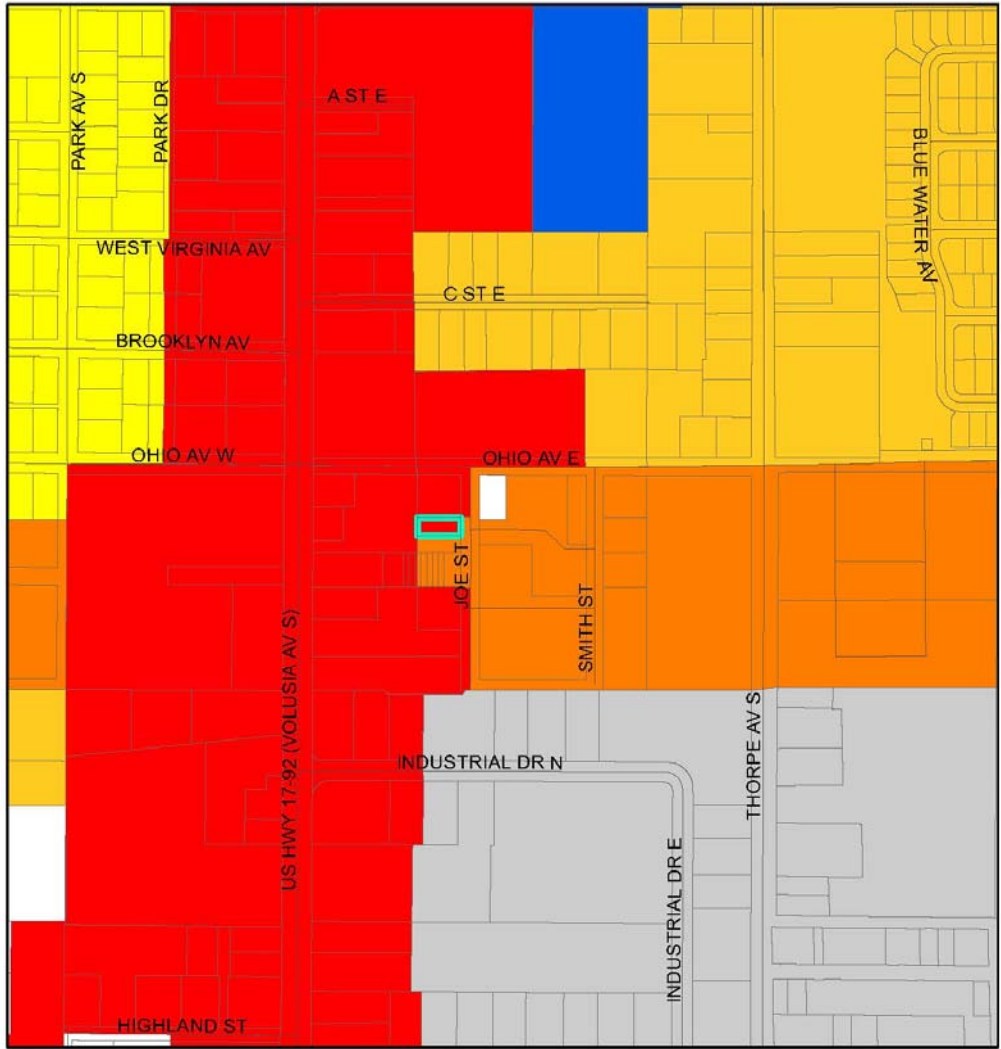 PARK AV S
PARK DR
A ST E
BLUE WATER AV
WEST VIRGINIA AV
C ST E
BROOKLYN AV
OHIO AV W
OHIO AV E
JOE ST
SMITH ST
US HWY 17-92 (VOLUSIA AV S)
THORPE AV S
INDUSTRIAL DR N
INDUSTRIAL DR E
HIGHLAND ST